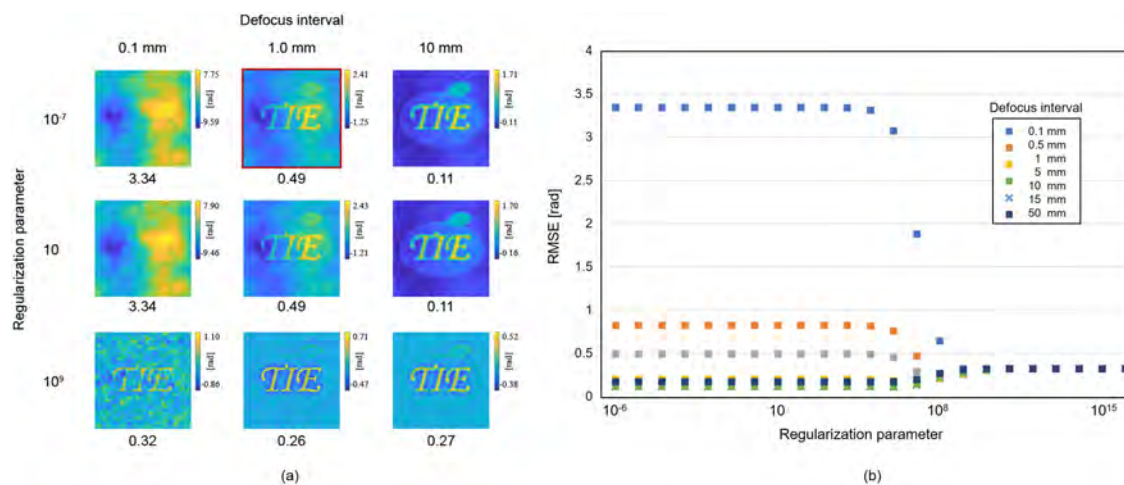 Defocus interval
0.1 mm 1.0 mm 10 mm
Regularization parameter
10-7
7.75
[rad]
-9.59
3.34
TIE
2.41
[rad]
-1.25
0.49
TIE
1.71
[rad]
-0.11
0.11
10
7.90
[rad]
-9.46
3.34
TIE
2.43
[rad]
-1.21
0.49
TIE
1.70
[rad]
-0.16
0.11
10⁹
TIE
1.10
[rad]
-0.86
0.32
TIE
0.71
[rad]
-0.47
0.26
TIE
0.52
[rad]
-0.38
0.27
(a)
RMSE [rad]
4
3.5
3
2.5
2
1.5
1
0.5
0
10-6 10 10⁸ 10¹⁵
Regularization parameter
Defocus interval
0.1 mm
0.5 mm
1 mm
5 mm
10 mm
15 mm
50 mm
(b)